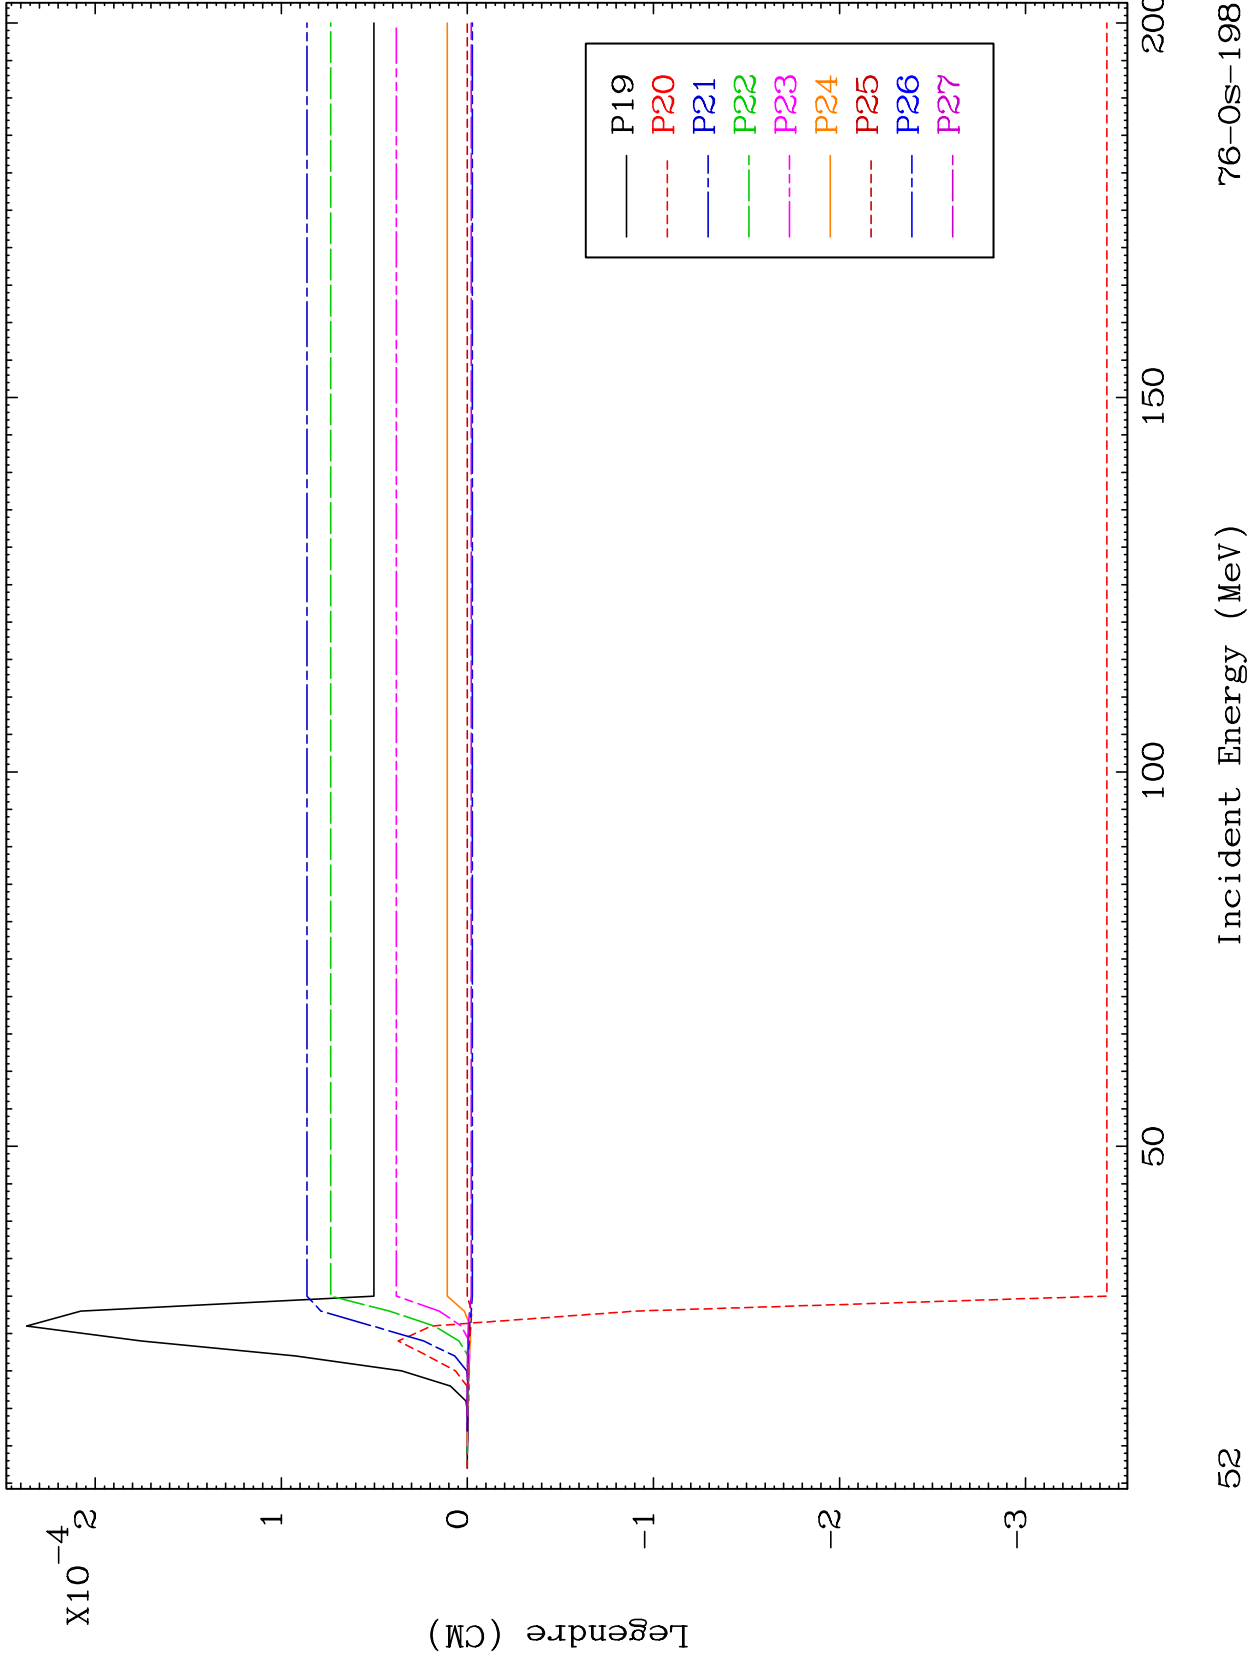 X10-4
2
1
0
-1
-2
-3
Legendre (CM)
P19
P20
P21
P22
P23
P24
P25
P26
P27
50
100
150
200
Incident Energy (MeV)
52
76-Os-198